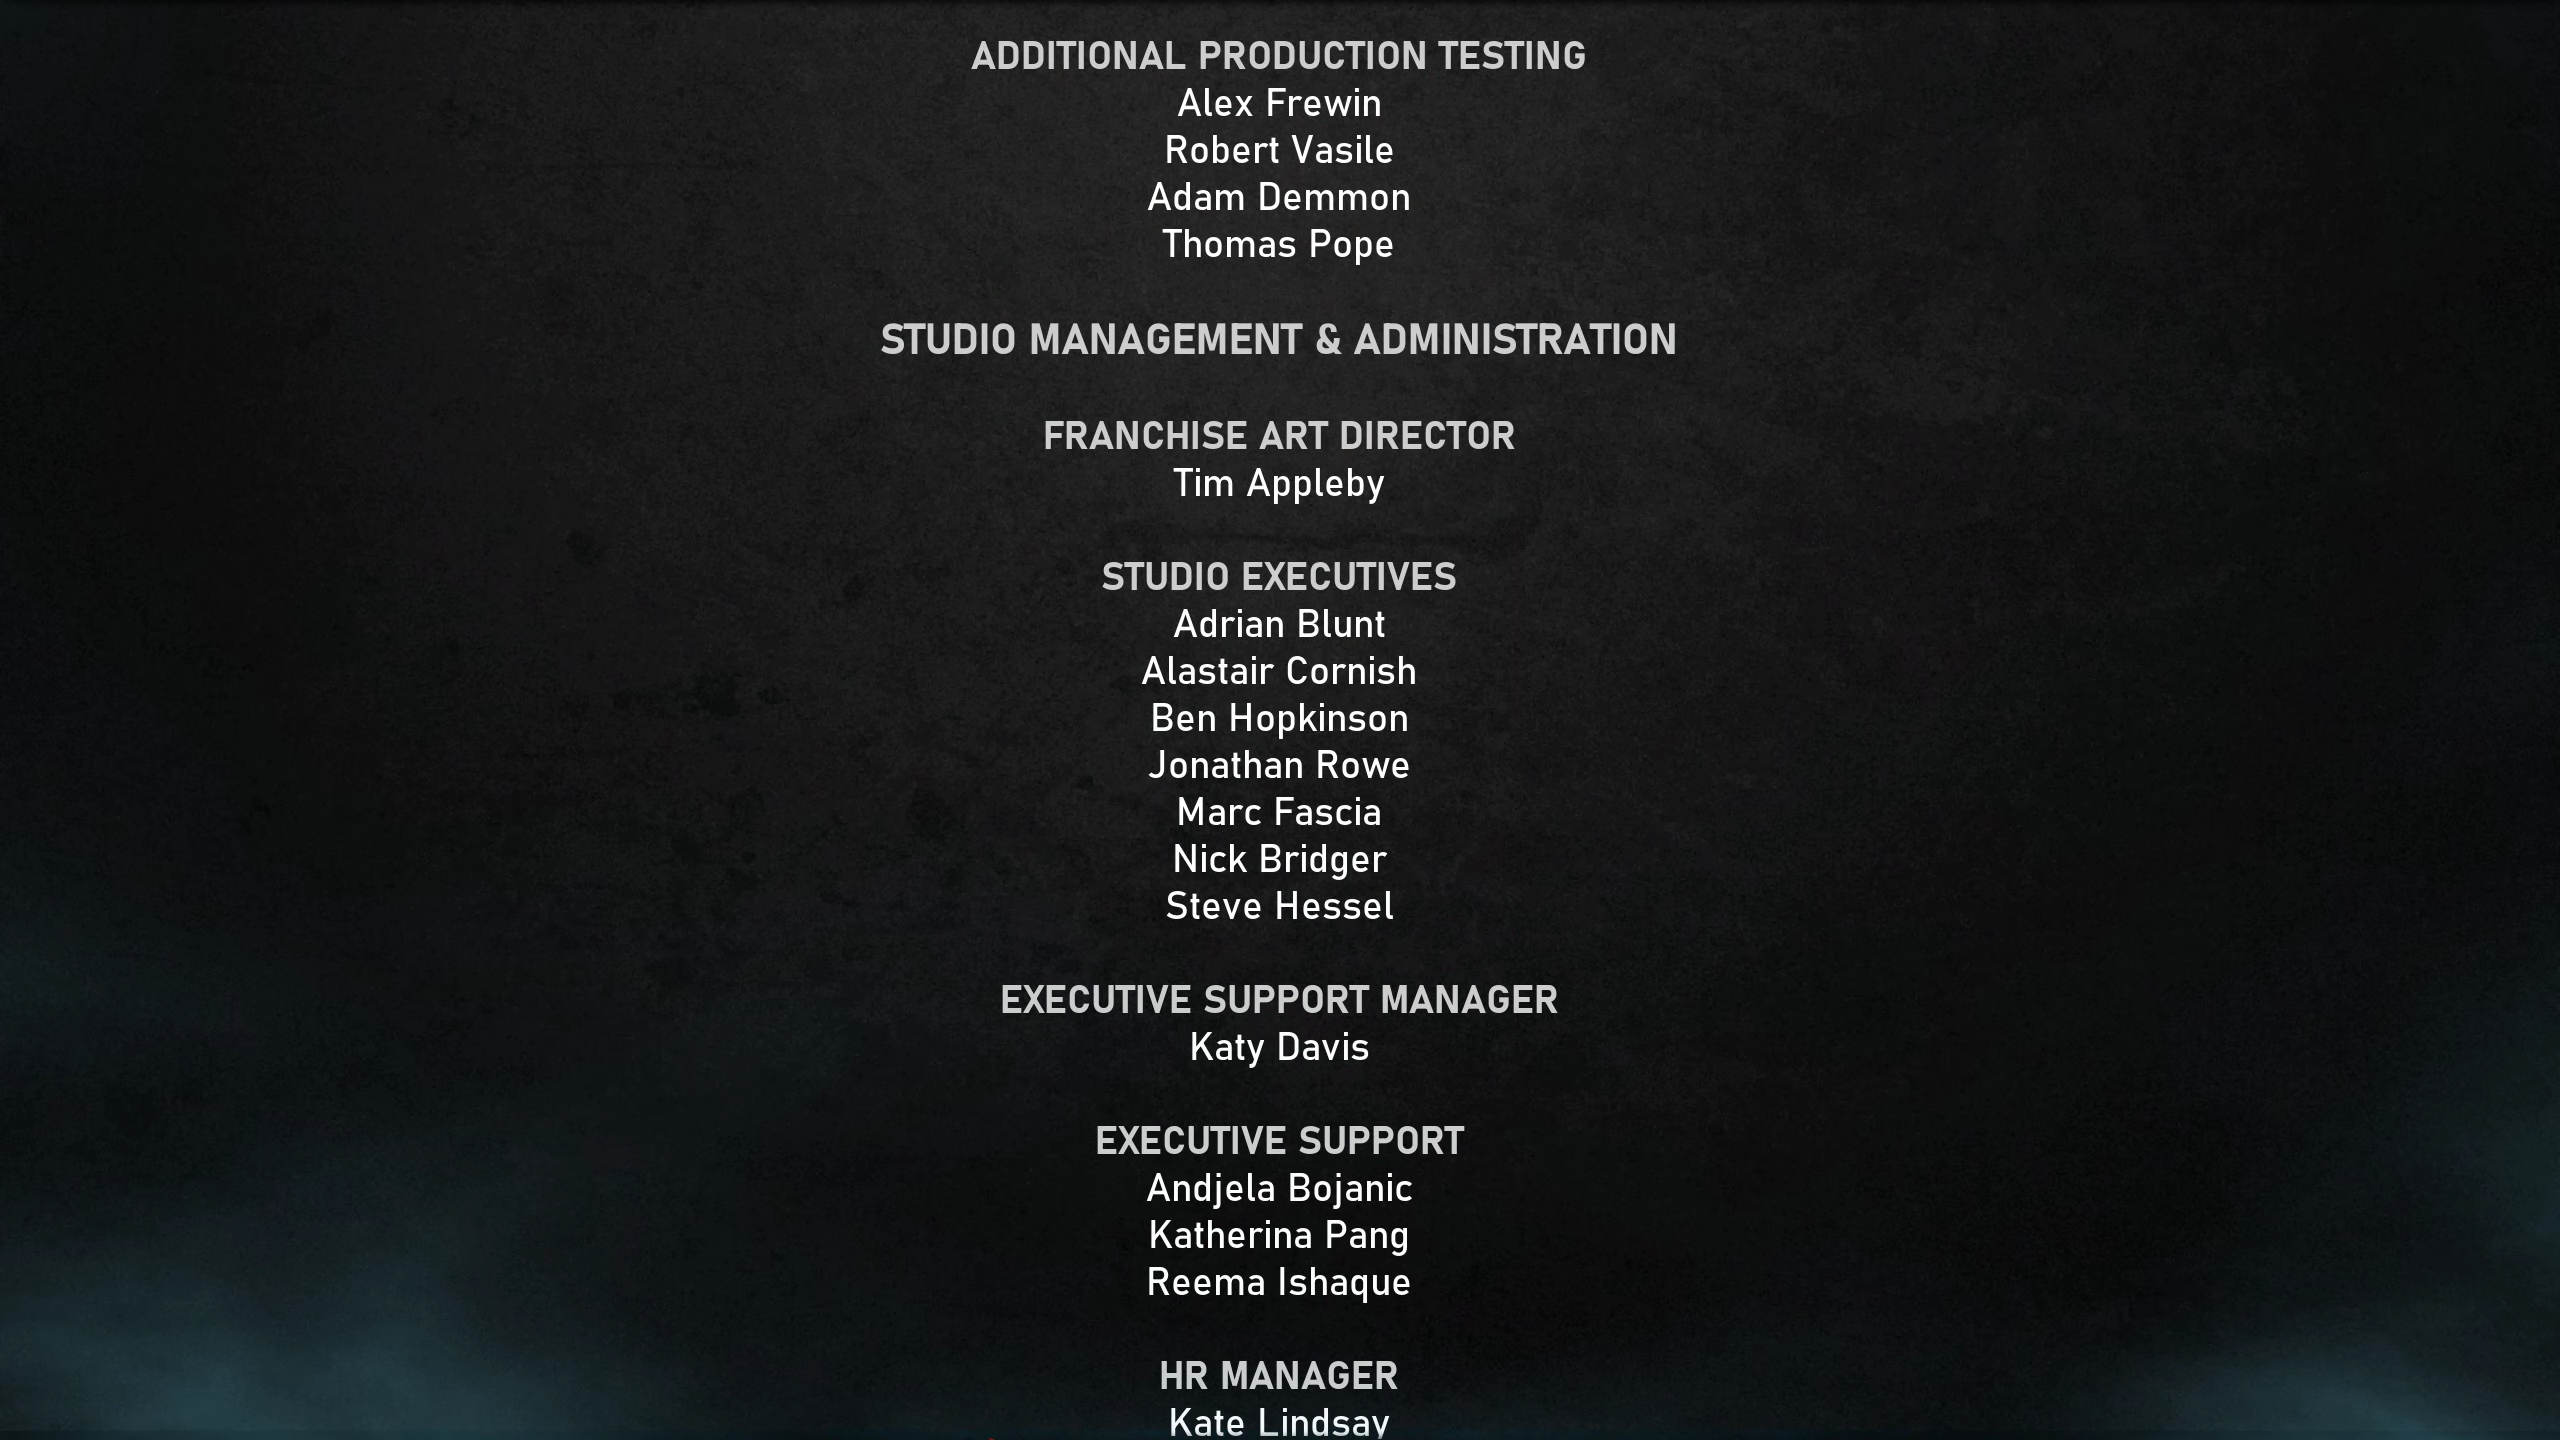 ADDITIONAL PRODUCTION TESTING
Alex Frewin
Robert Vasile
Adam Demmon
Thomas Pope
STUDIO MANAGEMENT & ADMINISTRATION
FRANCHISE ART DIRECTOR
Tim Appleby
STUDIO EXECUTIVES
Adrian Blunt
Alastair Cornish
Ben Hopkinson
Jonathan Rowe
Marc Fascia
Nick Bridger
Steve Hessel
EXECUTIVE SUPPORT MANAGER
Katy Davis
EXECUTIVE SUPPORT
Andjela Bojanic
Katherina Pang
Reema Ishaque
HR MANAGER
Kate Lindsay